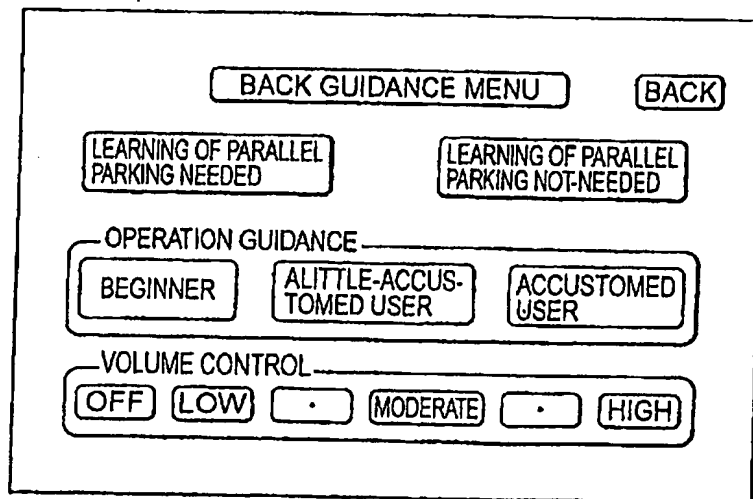 BACK GUIDANCE MENU BACK
LEARNING OF PARALLEL
PARKING NEEDED
LEARNING OF PARALLEL
PARKING NOT-NEEDED
OPERATION GUIDANCE
BEGINNER
ALITTLE-ACCUS-
TOMED USER
ACCUSTOMED
USER
VOLUME CONTROL
OFF LOW · MODERATE · HIGH